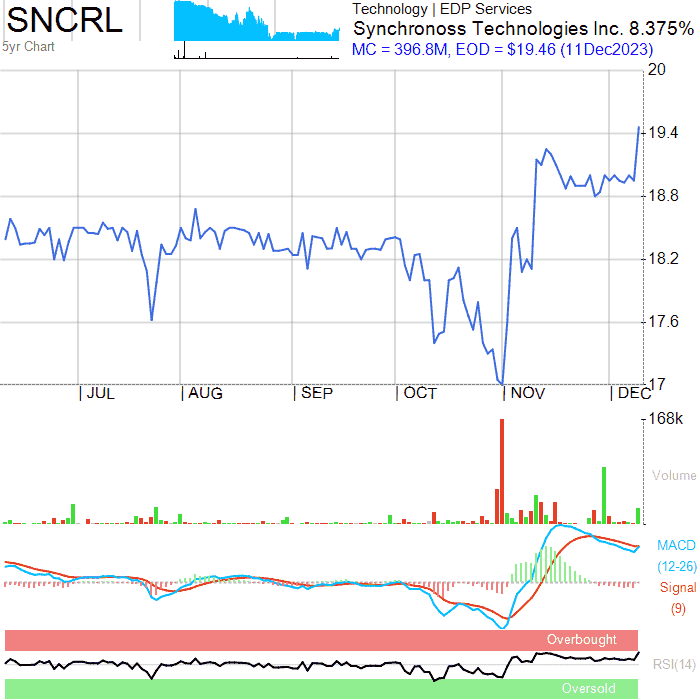 SNCRL
5yr Chart
Technology | EDP Services
Synchronoss Technologies Inc. 8.375%
MC = 396.8M, EOD = $19.46 (11Dec2023)
20
19.4
18.8
18.2
17.6
17
JUL
AUG
SEP
OCT
NOV
DEC
168k
Volume
MACD
(12-26)
Signal
(9)
Overbought
RSI(14)
Oversold